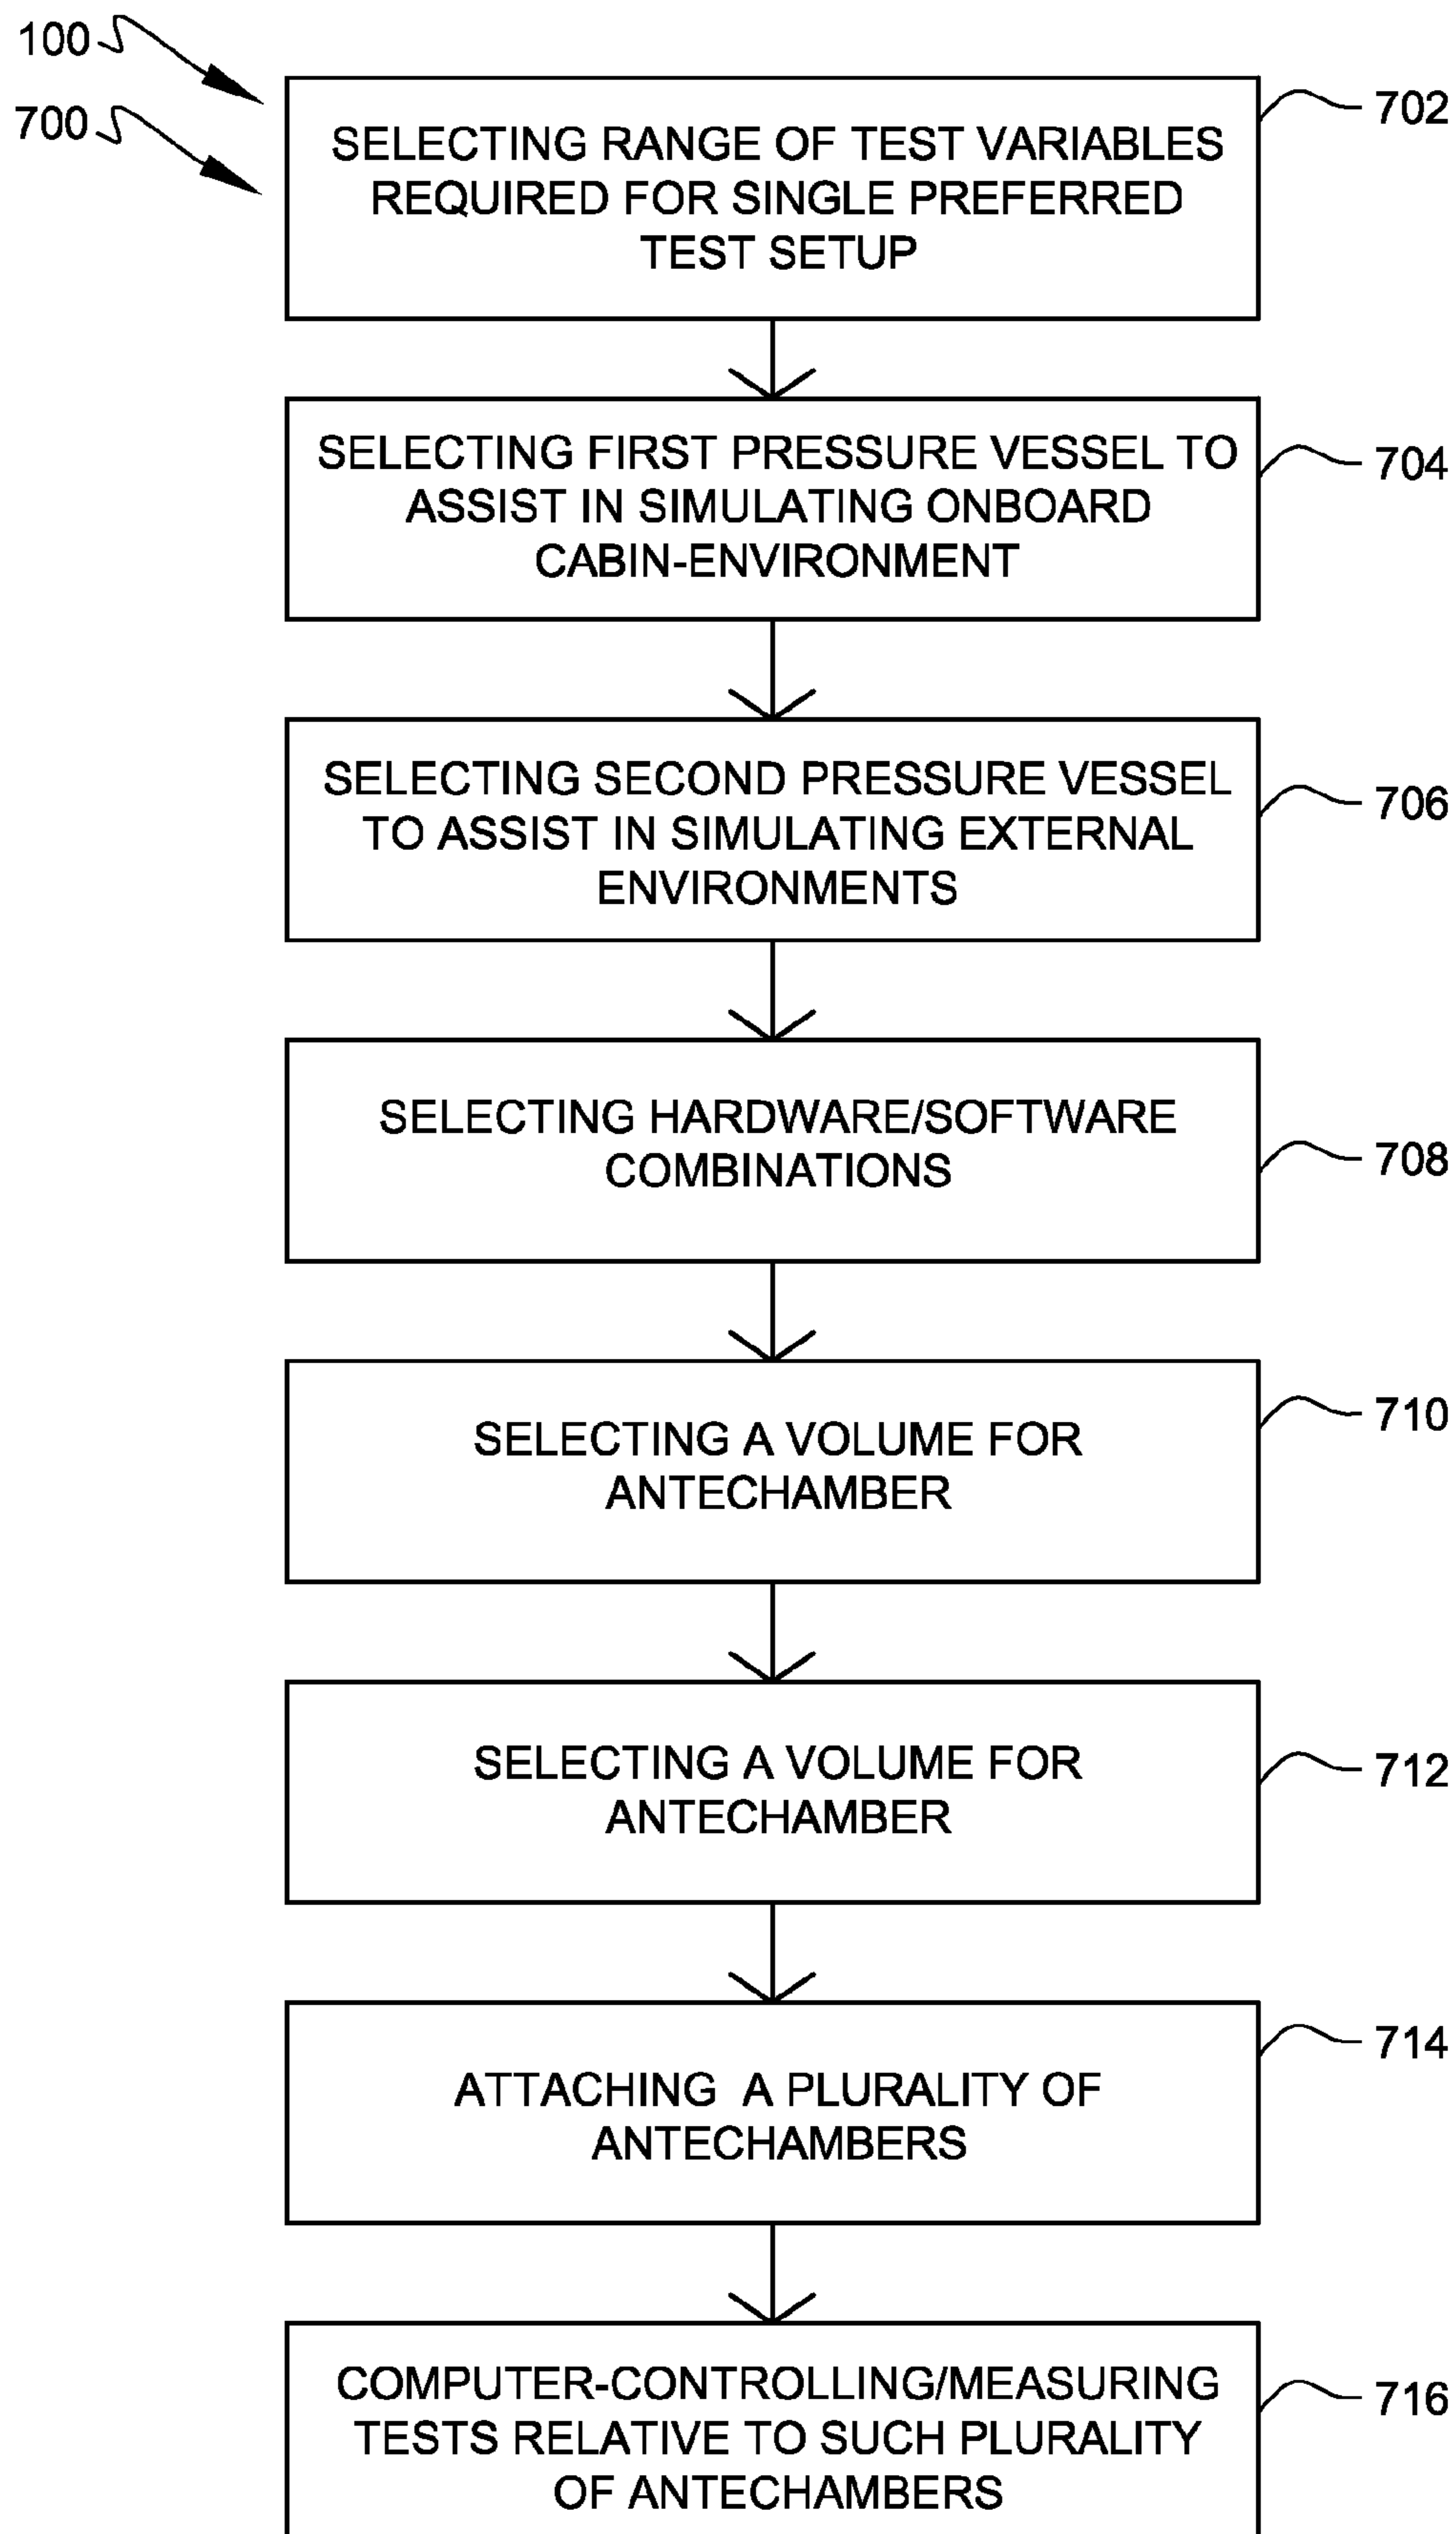 100
700
SELECTING RANGE OF TEST VARIABLES
REQUIRED FOR SINGLE PREFERRED
TEST SETUP
702
SELECTING FIRST PRESSURE VESSEL TO
ASSIST IN SIMULATING ONBOARD
CABIN-ENVIRONMENT
704
SELECTING SECOND PRESSURE VESSEL
TO ASSIST IN SIMULATING EXTERNAL
ENVIRONMENTS
706
SELECTING HARDWARE/SOFTWARE
COMBINATIONS
708
SELECTING A VOLUME FOR
ANTECHAMBER
710
SELECTING A VOLUME FOR
ANTECHAMBER
712
ATTACHING A PLURALITY OF
ANTECHAMBERS
714
COMPUTER-CONTROLLING/MEASURING
TESTS RELATIVE TO SUCH PLURALITY
OF ANTECHAMBERS
716